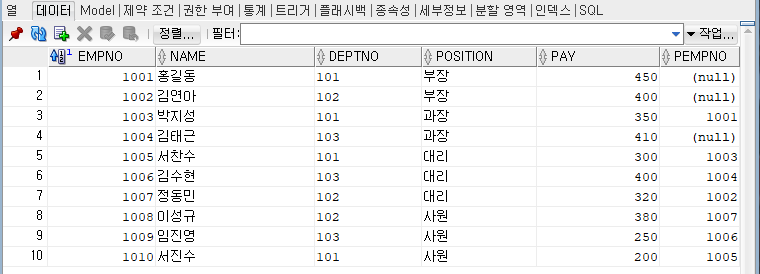 열 데이터 Model 제약 조건 권한 부여 통계 트리거 플래시백 종속성 세부정보 분할 영역 인덱스 SQL
정렬... 필터: 작업...
EMPNO NAME DEPTNO POSITION PAY PEMPNO
1 1001 홍길동 101 부장 450 (null)
2 1002 김연아 102 부장 400 (null)
3 1003 박지성 101 과장 350 1001
4 1004 김태근 103 과장 410 (null)
5 1005 서찬수 101 대리 300 1003
6 1006 김수현 103 대리 400 1004
7 1007 정동민 102 대리 320 1002
8 1008 이성규 102 사원 380 1007
9 1009 임진영 103 사원 250 1006
10 1010 서진수 101 사원 200 1005